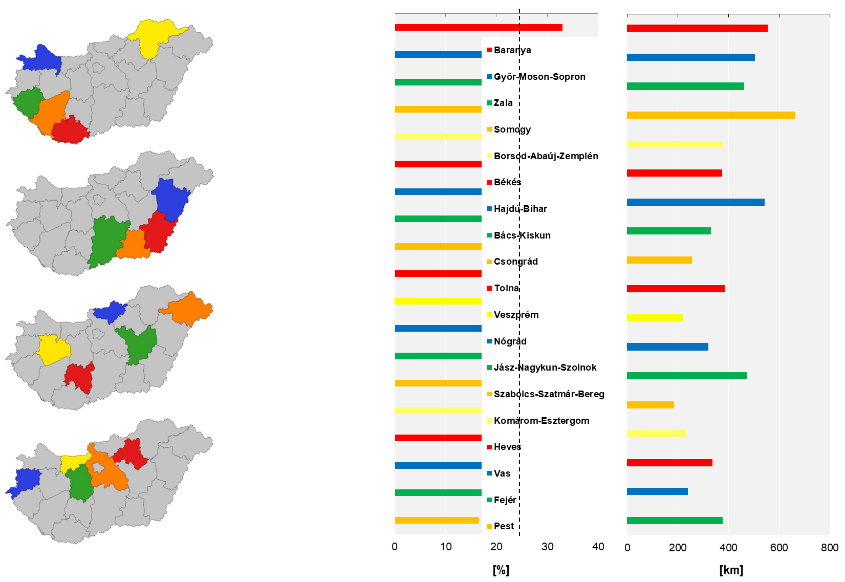 Baranya
Győr-Moson-Sopron
Zala
Somogy
Borsod-Abaúj-Zemplén
Békés
Hajdú-Bihar
Bács-Kiskun
Csongrád
Tolna
Veszprém
Nógrád
Jász-Nagykun-Szolnok
Szabolcs-Szatmár-Bereg
Komárom-Esztergom
Heves
Vas
Fejér
Pest
0 10 20 30 40
[%]
0 200 400 600 800
[km]